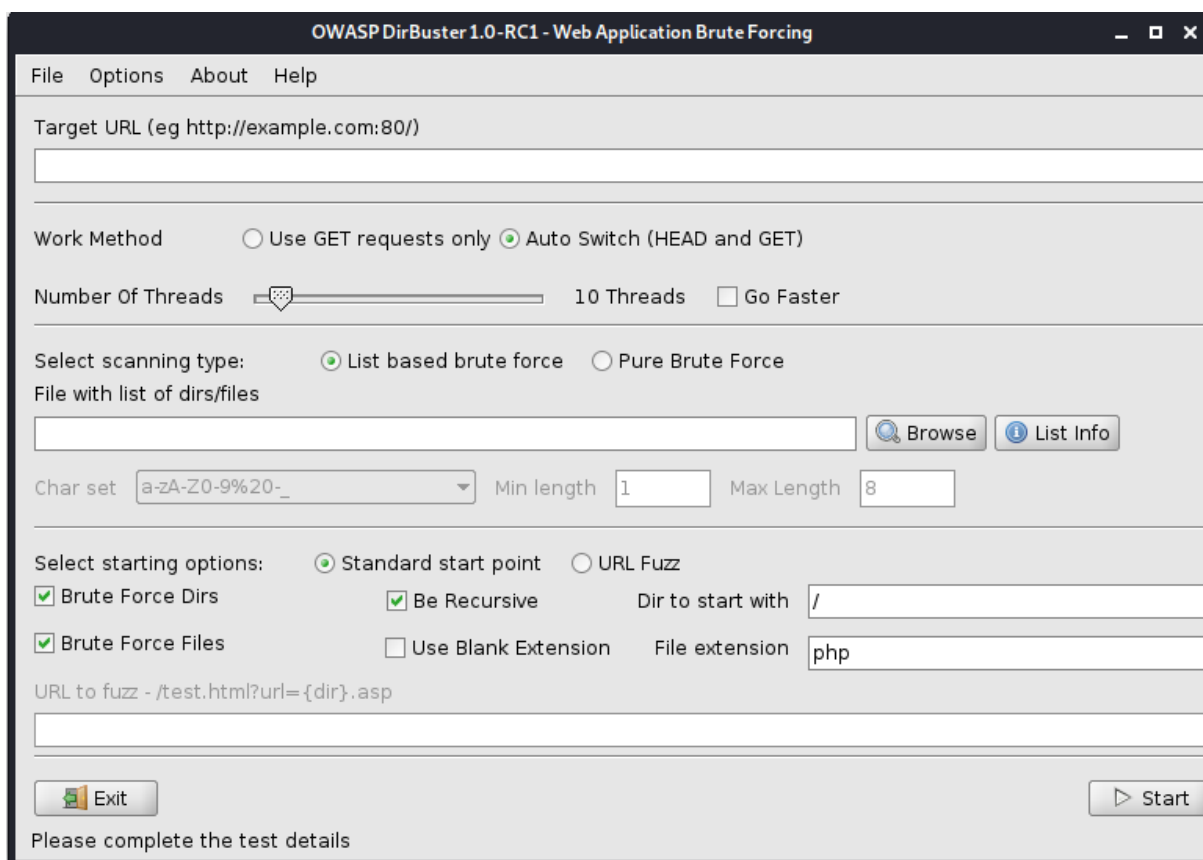 OWASP DirBuster 1.0-RC1 - Web Application Brute Forcing
File Options About Help
Target URL (eg http://example.com:80/)
Work Method Use GET requests only Auto Switch (HEAD and GET)
Number Of Threads 10 Threads Go Faster
Select scanning type: List based brute force Pure Brute Force
File with list of dirs/files
Browse List Info
Char set a-zA-Z0-9%20-_ Min length 1 Max Length 8
Select starting options: Standard start point URL Fuzz
Brute Force Dirs Be Recursive Dir to start with /
Brute Force Files Use Blank Extension File extension php
URL to fuzz - /test.html?url={dir}.asp
Exit Start
Please complete the test details